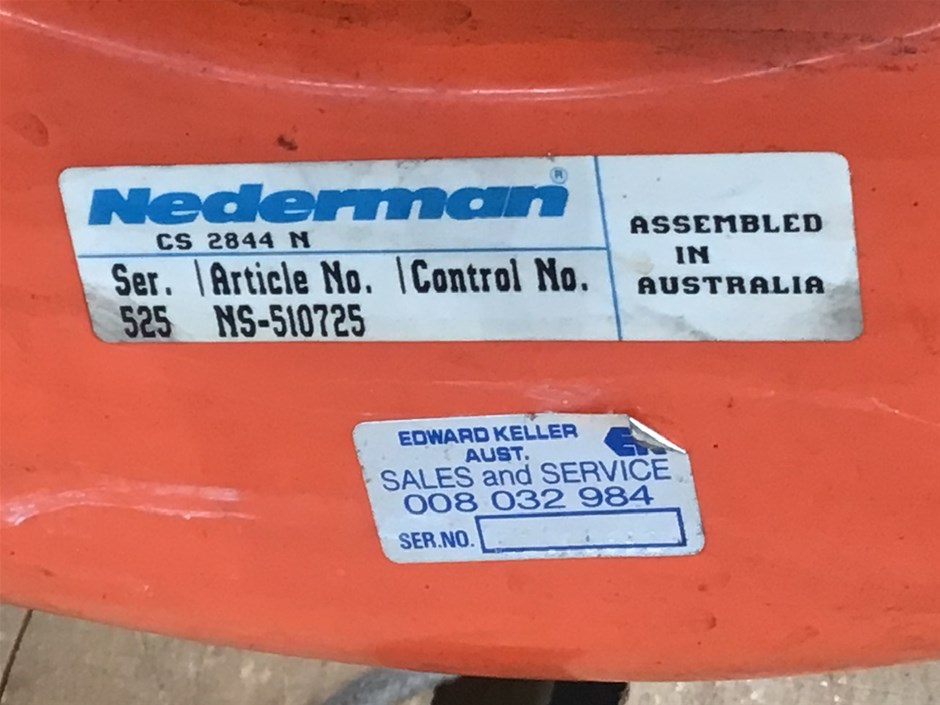 Nederman®
CS 2844 N
Ser. | Article No. | Control No.
525 NS-510725
ASSEMBLED
IN
AUSTRALIA
EDWARD KELLER
AUST.
SALES and SERVICE
008 032 984
SER.NO.